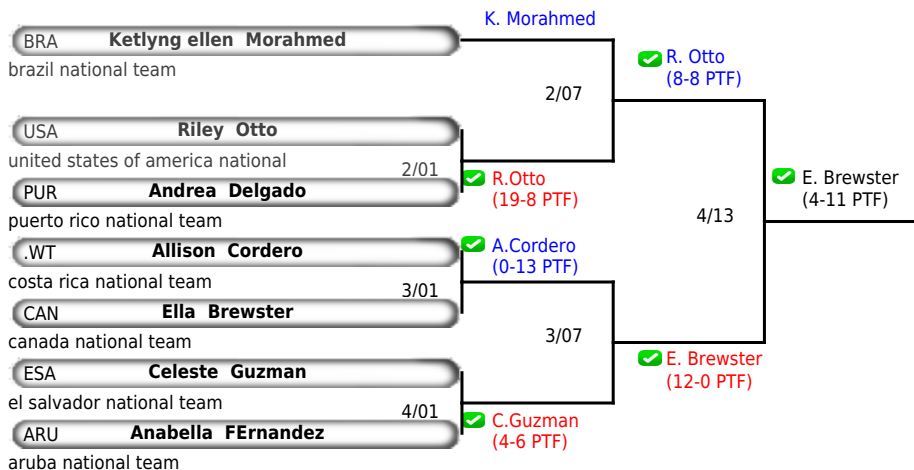 K. Morahmed
BRA Ketlyng ellen Morahmed
brazil national team
R. Otto
(8-8 PTF)
2/07
USA Riley Otto
united states of america national
2/01
R.Otto
(19-8 PTF)
PUR Andrea Delgado
puerto rico national team
E. Brewster
(4-11 PTF)
4/13
.WT Allison Cordero
costa rica national team
A.Cordero
(0-13 PTF)
3/01
CAN Ella Brewster
canada national team
3/07
E. Brewster
(12-0 PTF)
ESA Celeste Guzman
el salvador national team
4/01
C.Guzman
(4-6 PTF)
ARU Anabella FErnandez
aruba national team